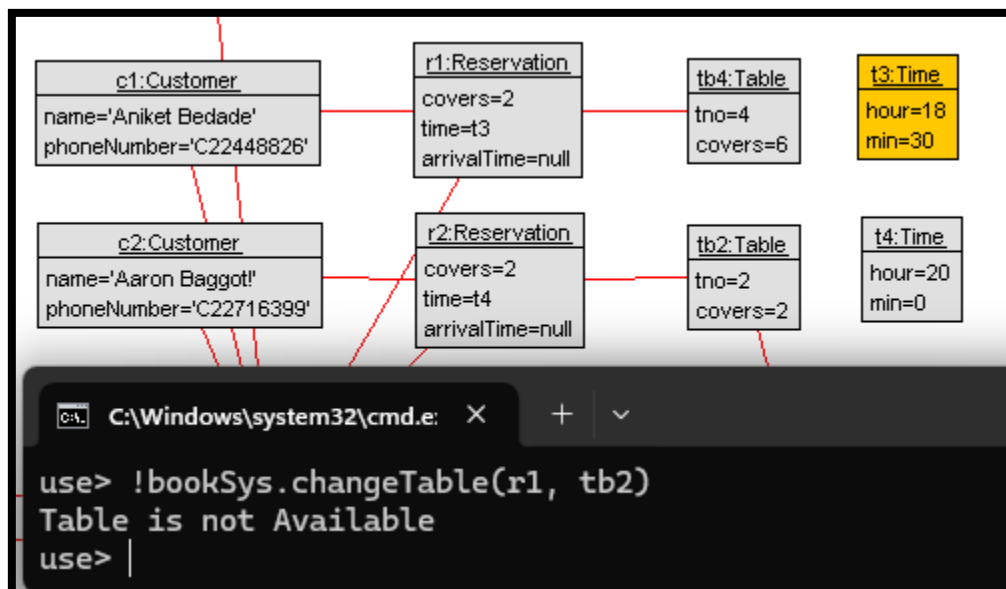 c1:Customer
name='Aniket Bedade'
phoneNumber='C22448826'
r1:Reservation
covers=2
time=t3
arrivalTime=null
tb4:Table
tno=4
covers=6
t3:Time
hour=18
min=30
c2:Customer
name='Aaron Baggot!'
phoneNumber='C22716399'
r2:Reservation
covers=2
time=t4
arrivalTime=null
tb2:Table
tno=2
covers=2
t4:Time
hour=20
min=0
C:\Windows\system32\cmd.e:
use> !bookSys.changeTable(r1, tb2)
Table is not Available
use>